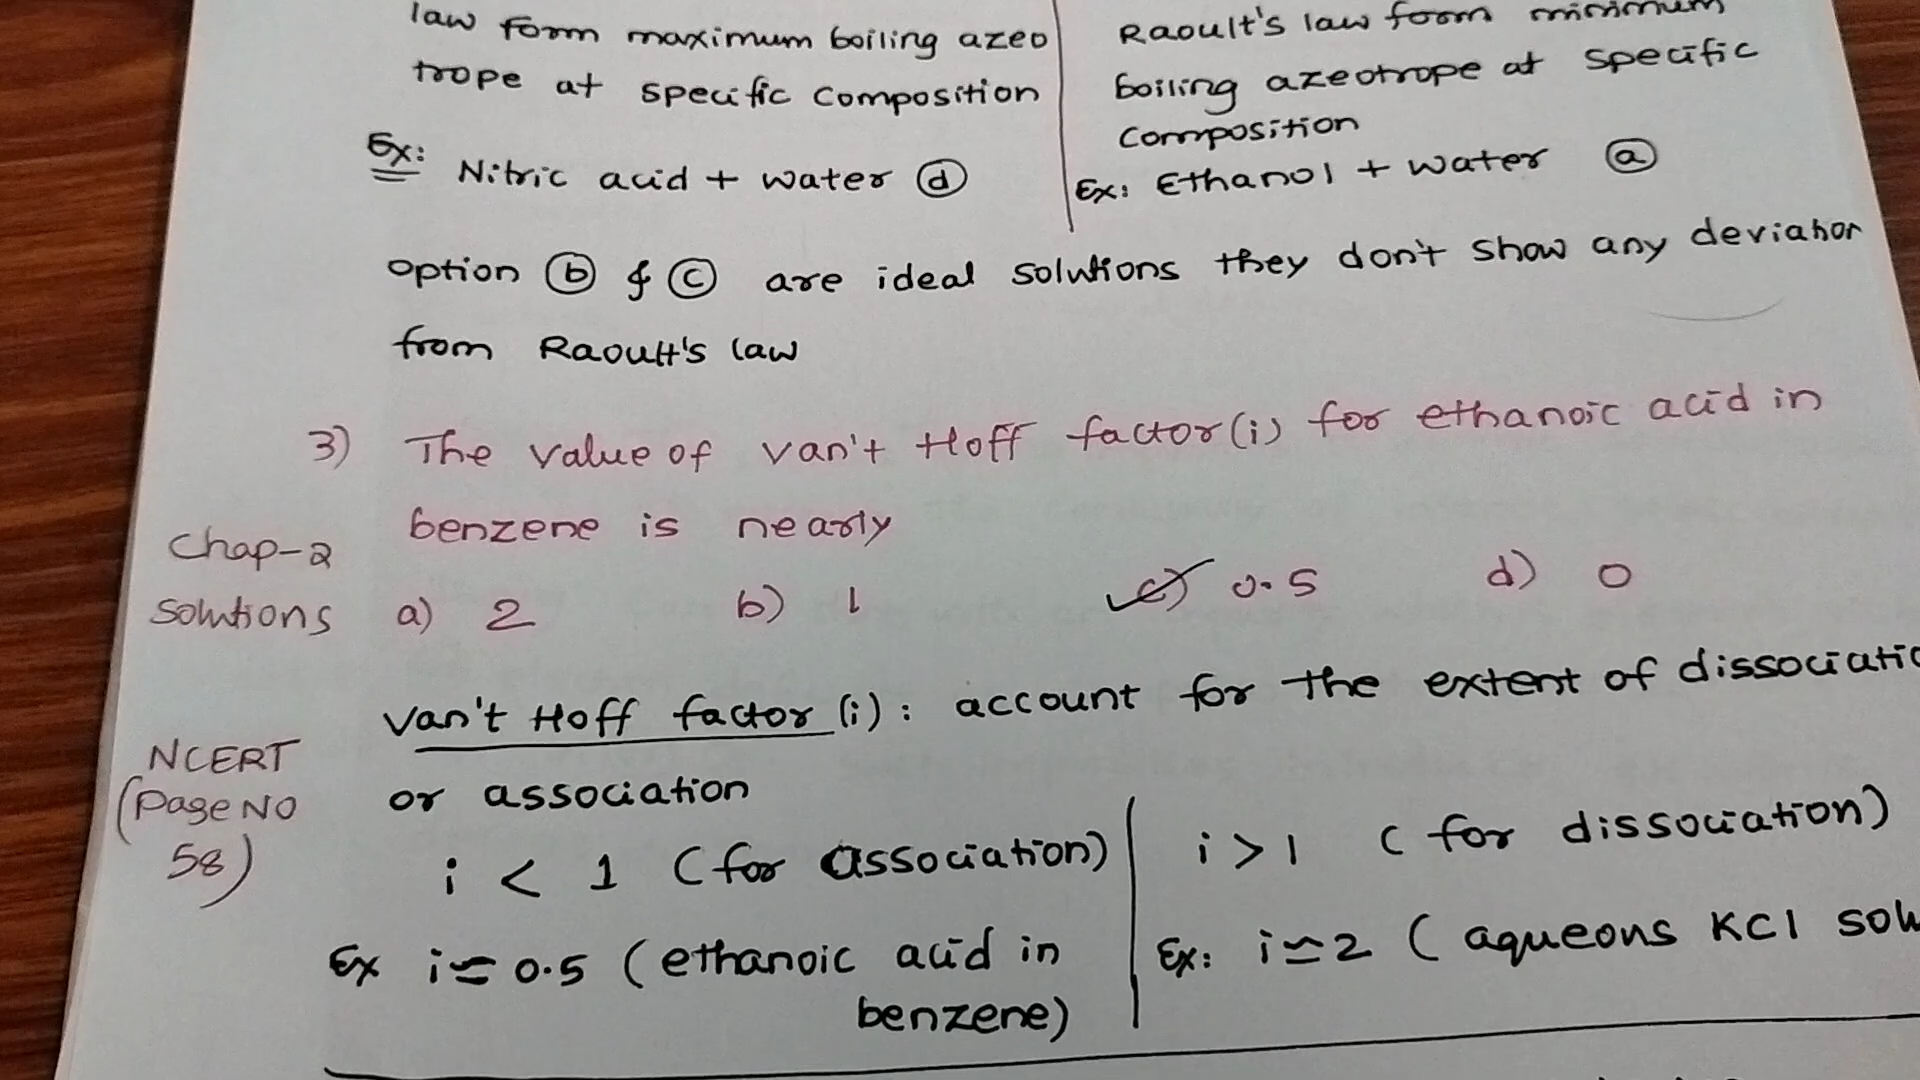 law form maximum boiling azeo
trope at specific composition
Ex: Nitric acid + water (d)
Raoult's law form minimum
boiling azeotrope at specific
composition
Ex: Ethanol + water (a)
option (b) & (c) are ideal solutions they don't show any deviation
from Raoult's law
3) The value of van't Hoff factor (i) for ethanoic acid in
benzene is nearly
Chap-2
solutions
a) 2 b) 1 c) 0.5 d) 0
Van't Hoff factor (i): account for the extent of dissociatio
or association
NCERT
(Page NO
58)
i < 1 (for association)
Ex i ≃ 0.5 (ethanoic acid in
benzene)
i > 1 (for dissociation)
Ex: i ≃ 2 (aqueous KCl solu